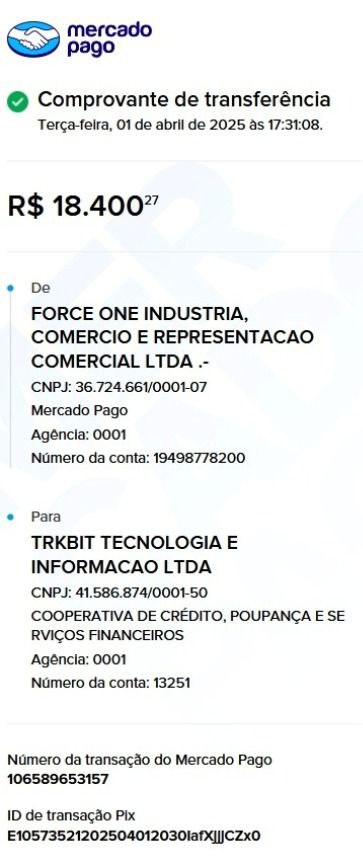 mercado
pago
Comprovante de transferência
Terça-feira, 01 de abril de 2025 às 17:31:08.
R$ 18.400²⁷
De
FORCE ONE INDUSTRIA,
COMERCIO E REPRESENTACAO
COMERCIAL LTDA .-
CNPJ: 36.724.661/0001-07
Mercado Pago
Agência: 0001
Número da conta: 19498778200
Para
TRKBIT TECNOLOGIA E
INFORMACAO LTDA
CNPJ: 41.586.874/0001-50
COOPERATIVA DE CRÉDITO, POUPANÇA E SE
RVIÇOS FINANCEIROS
Agência: 0001
Número da conta: 13251
Número da transação do Mercado Pago
106589653157
ID de transação Pix
E10573521202504012030IafXjjjCZx0